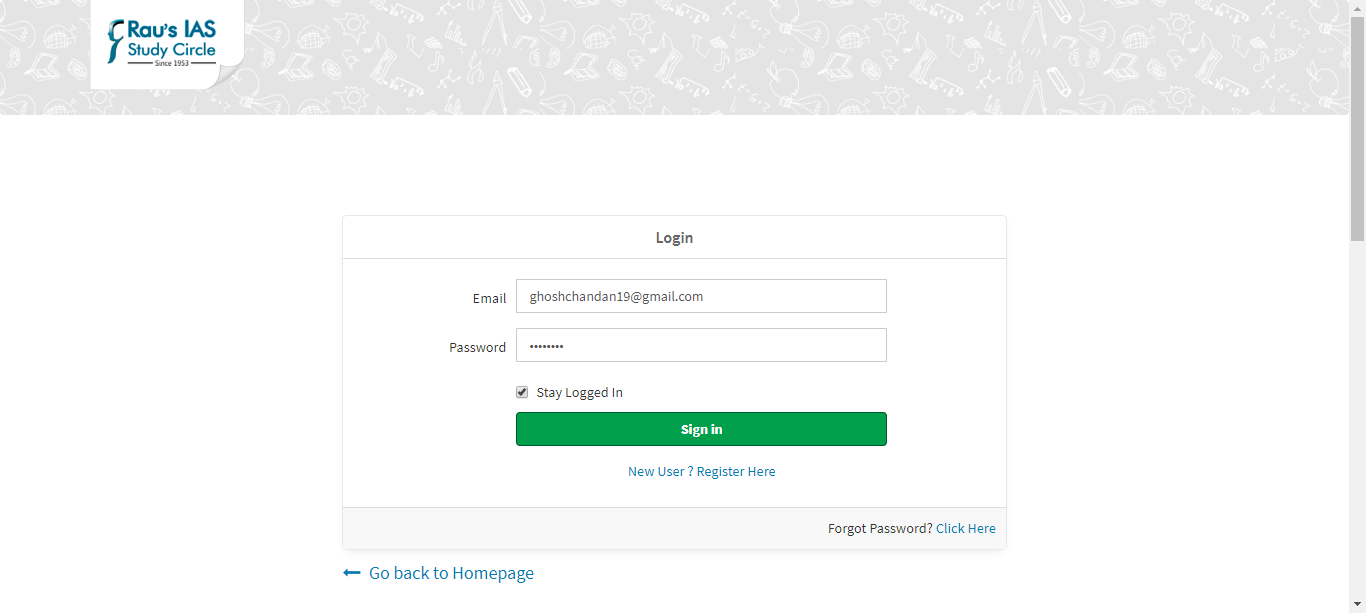 Rau's IAS
Study Circle
Since 1953
Login
Email
ghoshchandan19@gmail.com
Password
••••••••
Stay Logged In
Sign in
New User ? Register Here
Forgot Password? Click Here
Go back to Homepage